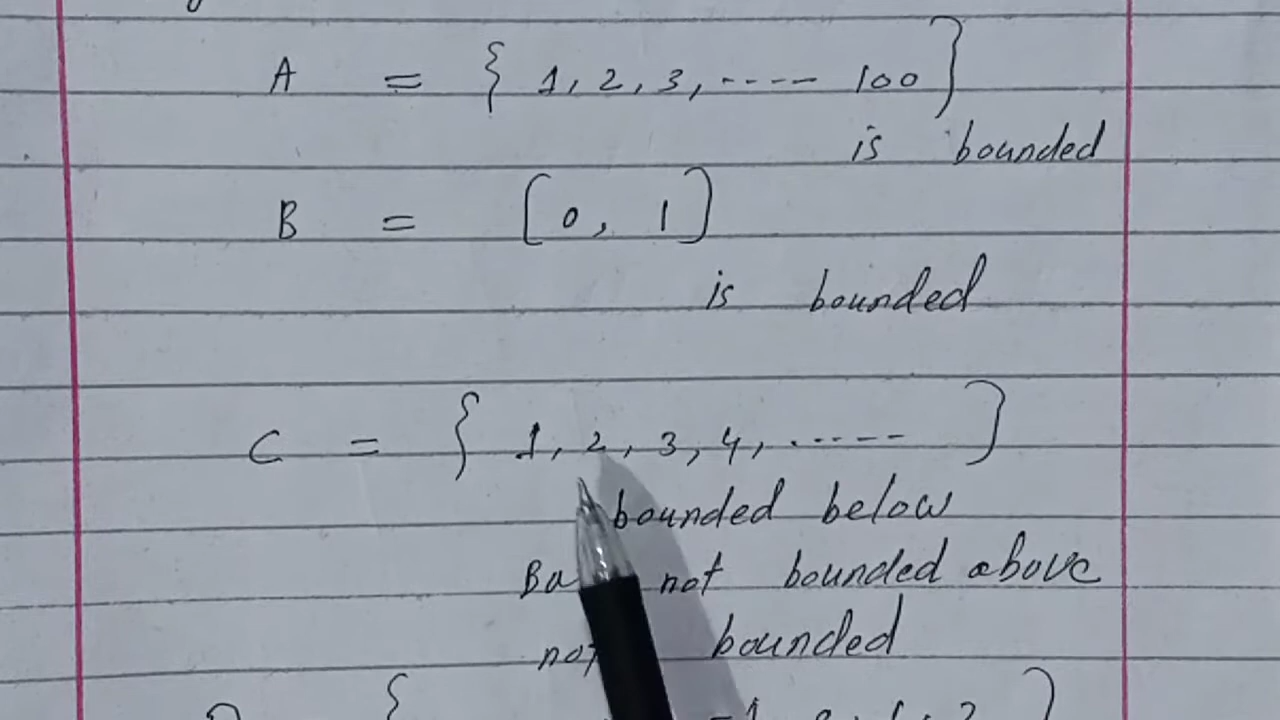 A = { 1, 2, 3, ---- 100 }
is bounded
B = [ 0, 1 ]
is bounded
C = { 1, 2, 3, 4, ----- }
bounded below
not bounded above
not bounded